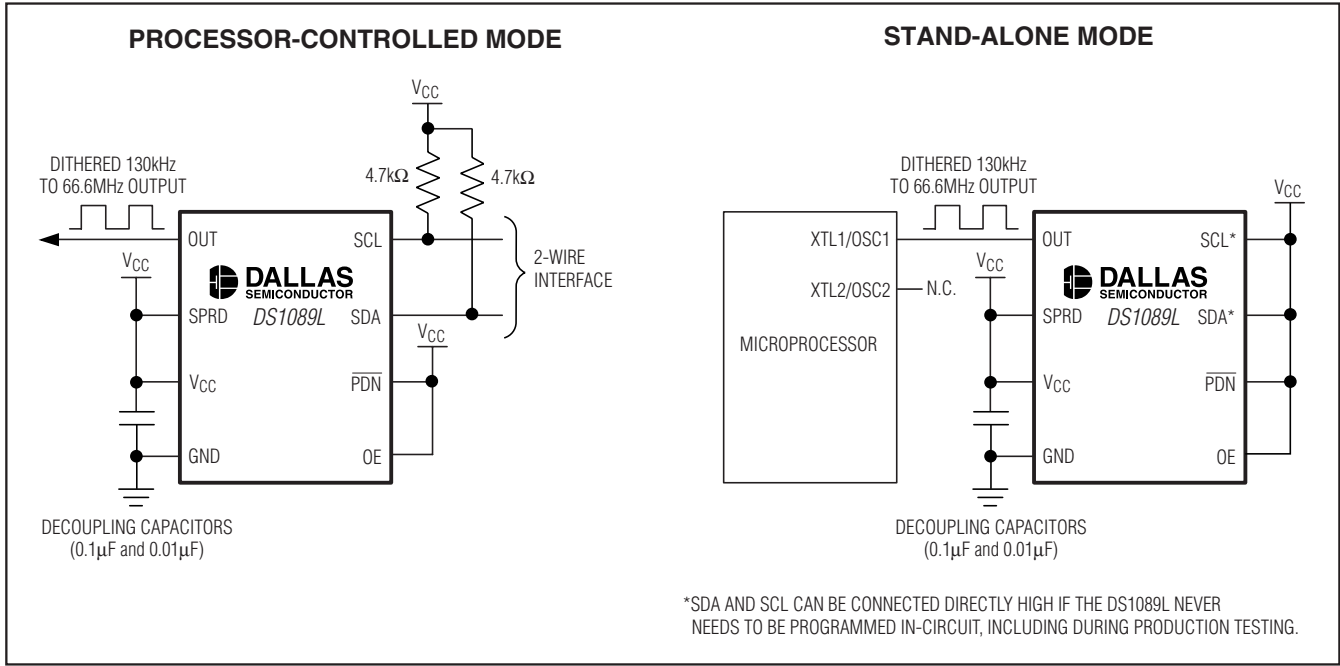 PROCESSOR-CONTROLLED MODE
VCC
4.7kΩ
4.7kΩ
DITHERED 130kHz
TO 66.6MHz OUTPUT
OUT
SCL
2-WIRE
INTERFACE
VCC
DALLAS
SEMICONDUCTOR
SPRD
DS1089L
SDA
VCC
VCC
PDN
GND
OE
DECOUPLING CAPACITORS
(0.1μF and 0.01μF)
STAND-ALONE MODE
DITHERED 130kHz
TO 66.6MHz OUTPUT
VCC
XTL1/OSC1
OUT
SCL*
XTL2/OSC2
N.C.
VCC
DALLAS
SEMICONDUCTOR
SPRD
DS1089L
SDA*
MICROPROCESSOR
VCC
PDN
GND
OE
DECOUPLING CAPACITORS
(0.1μF and 0.01μF)
*SDA AND SCL CAN BE CONNECTED DIRECTLY HIGH IF THE DS1089L NEVER
NEEDS TO BE PROGRAMMED IN-CIRCUIT, INCLUDING DURING PRODUCTION TESTING.